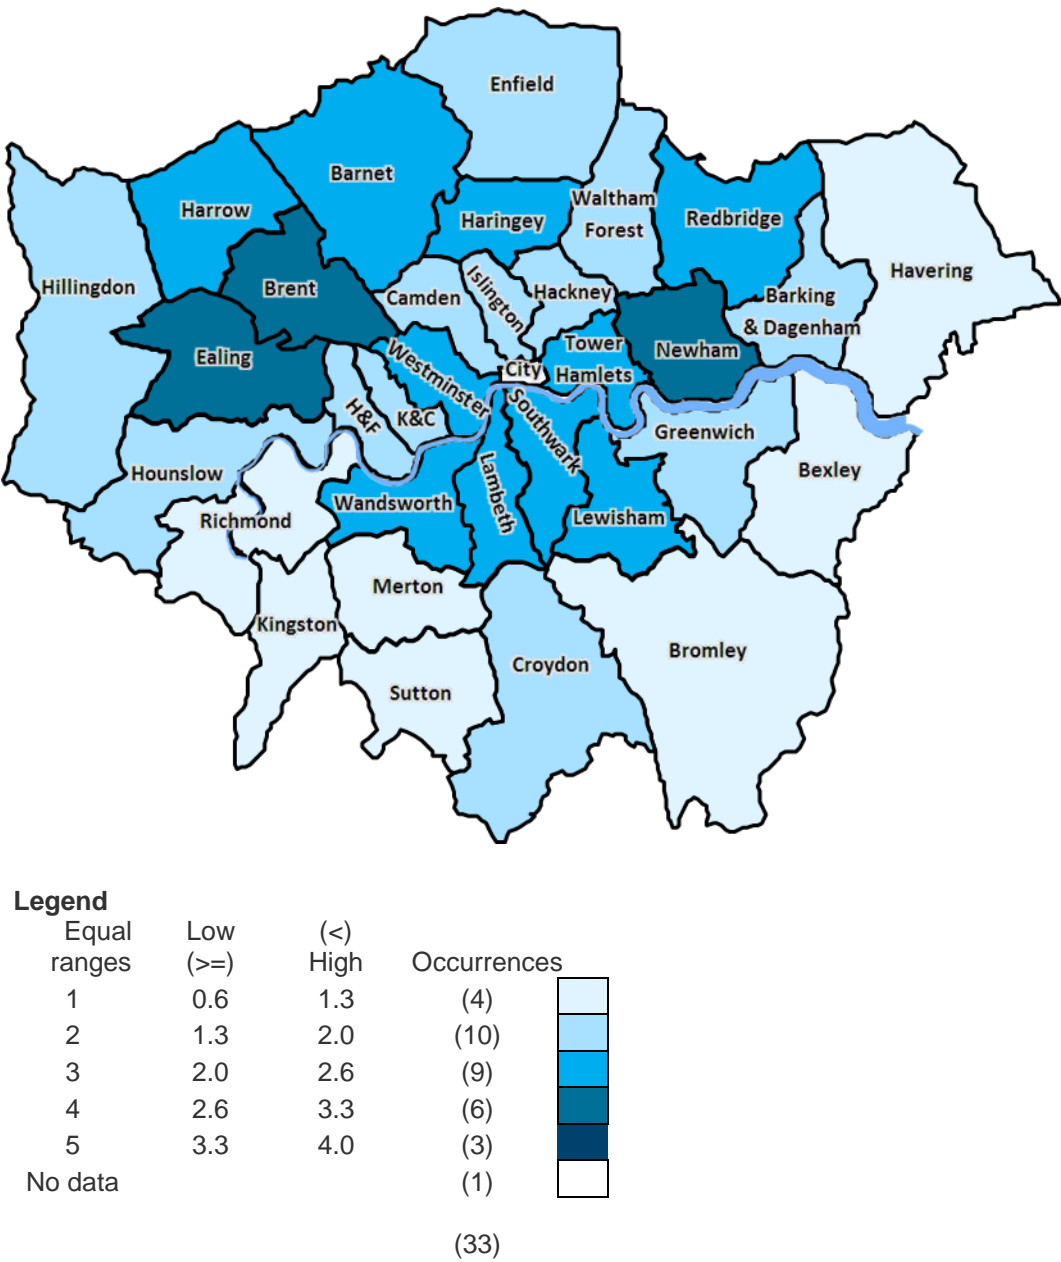 Enfield
Barnet
Waltham
Forest
Harrow
Haringey
Redbridge
Havering
Hillingdon
Brent
Camden
Islington
Hackney
Barking
& Dagenham
Ealing
Westminster
City
Tower
Hamlets
Newham
H&F
K&C
Southwark
Greenwich
Hounslow
Bexley
Wandsworth
Lambeth
Lewisham
Richmond
Merton
Kingston
Bromley
Croydon
Sutton
Legend
Equal ranges Low (>=) (<) High Occurrences
1 0.6 1.3 (4)
2 1.3 2.0 (10)
3 2.0 2.6 (9)
4 2.6 3.3 (6)
5 3.3 4.0 (3)
No data (1)
(33)